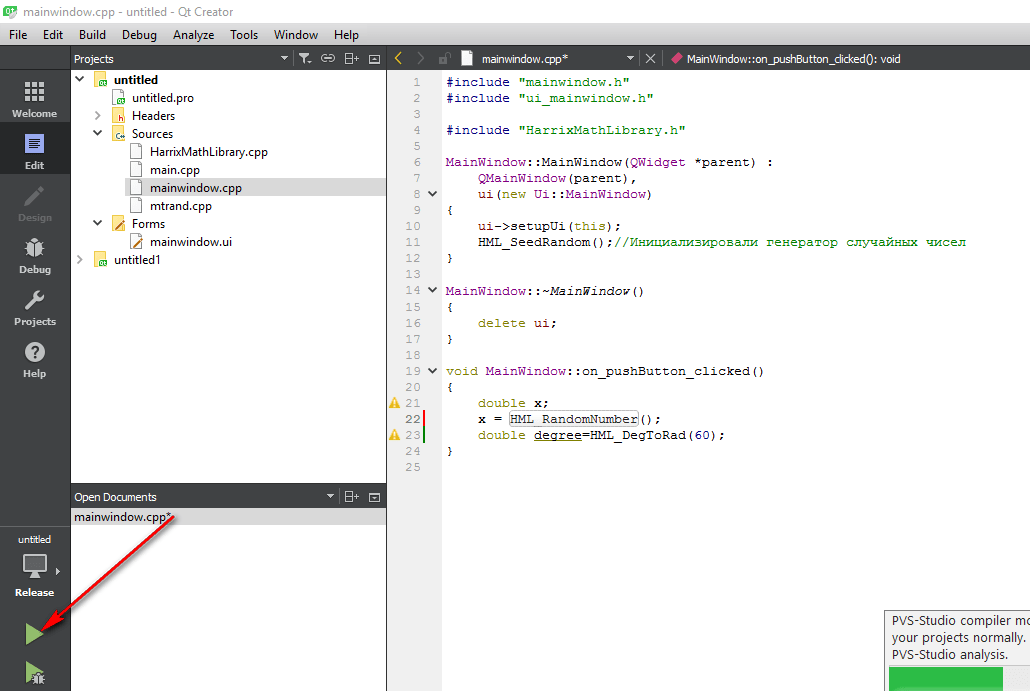 mainwindow.cpp - untitled - Qt Creator
File Edit Build Debug Analyze Tools Window Help
Projects
mainwindow.cpp*
MainWindow::on_pushButton_clicked(): void
Welcome
Edit
Design
Debug
Projects
Help
untitled
untitled.pro
Headers
Sources
HarrixMathLibrary.cpp
main.cpp
mainwindow.cpp
mtrand.cpp
Forms
mainwindow.ui
untitled1
Open Documents
mainwindow.cpp*
untitled
Release
1 #include "mainwindow.h"
2 #include "ui_mainwindow.h"
3
4 #include "HarrixMathLibrary.h"
5
6 MainWindow::MainWindow(QWidget *parent) :
7 QMainWindow(parent),
8 ui(new Ui::MainWindow)
9 {
10 ui->setupUi(this);
11 HML_SeedRandom();//Инициализировали генератор случайных чисел
12 }
13
14 MainWindow::~MainWindow()
15 {
16 delete ui;
17 }
18
19 void MainWindow::on_pushButton_clicked()
20 {
21 double x;
22 x = HML_RandomNumber();
23 double degree=HML_DegToRad(60);
24 }
25
PVS-Studio compiler mo
your projects normally.
PVS-Studio analysis.